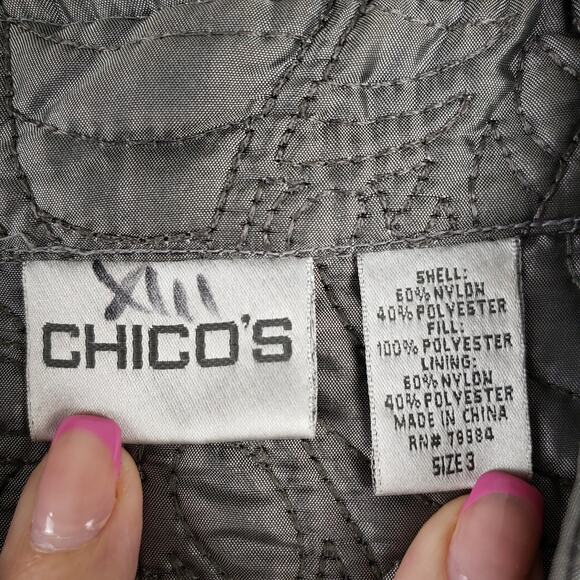 XIII
CHICO'S
SHELL:
60% NYLON
40% POLYESTER
FILL:
100% POLYESTER
LINING:
60% NYLON
40% POLYESTER
MADE IN CHINA
RN# 79984
SIZE 3